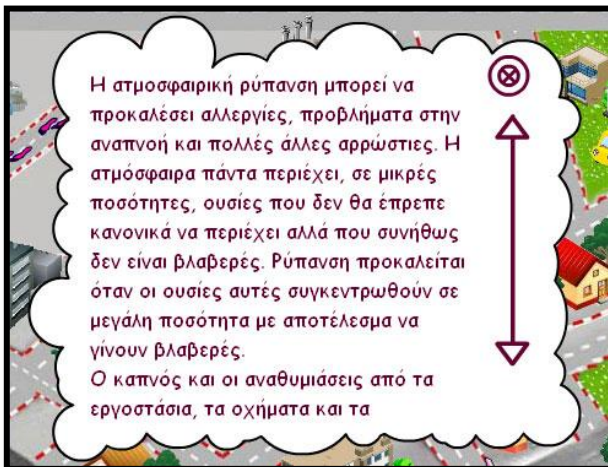 Η ατμοσφαιρική ρύπανση μπορεί να
προκαλέσει αλλεργίες, προβλήματα στην
αναπνοή και πολλές άλλες αρρώστιες. Η
ατμόσφαιρα πάντα περιέχει, σε μικρές
ποσότητες, ουσίες που δεν θα έπρεπε
κανονικά να περιέχει αλλά που συνήθως
δεν είναι βλαβερές. Ρύπανση προκαλείται
όταν οι ουσίες αυτές συγκεντρωθούν σε
μεγάλη ποσότητα με αποτέλεσμα να
γίνουν βλαβερές.
Ο καπνός και οι αναθυμιάσεις από τα
εργοστάσια, τα οχήματα και τα